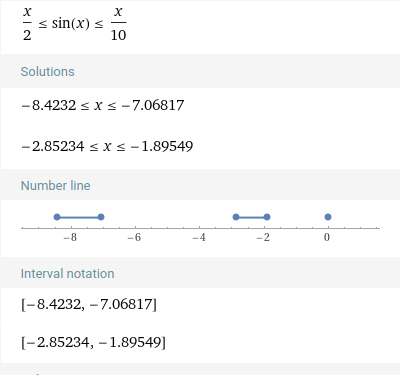 x/2 ≤ sin(x) ≤ x/10
Solutions
−8.4232 ≤ x ≤ −7.06817
−2.85234 ≤ x ≤ −1.89549
Number line
−8 −6 −4 −2 0
Interval notation
[−8.4232, −7.06817]
[−2.85234, −1.89549]